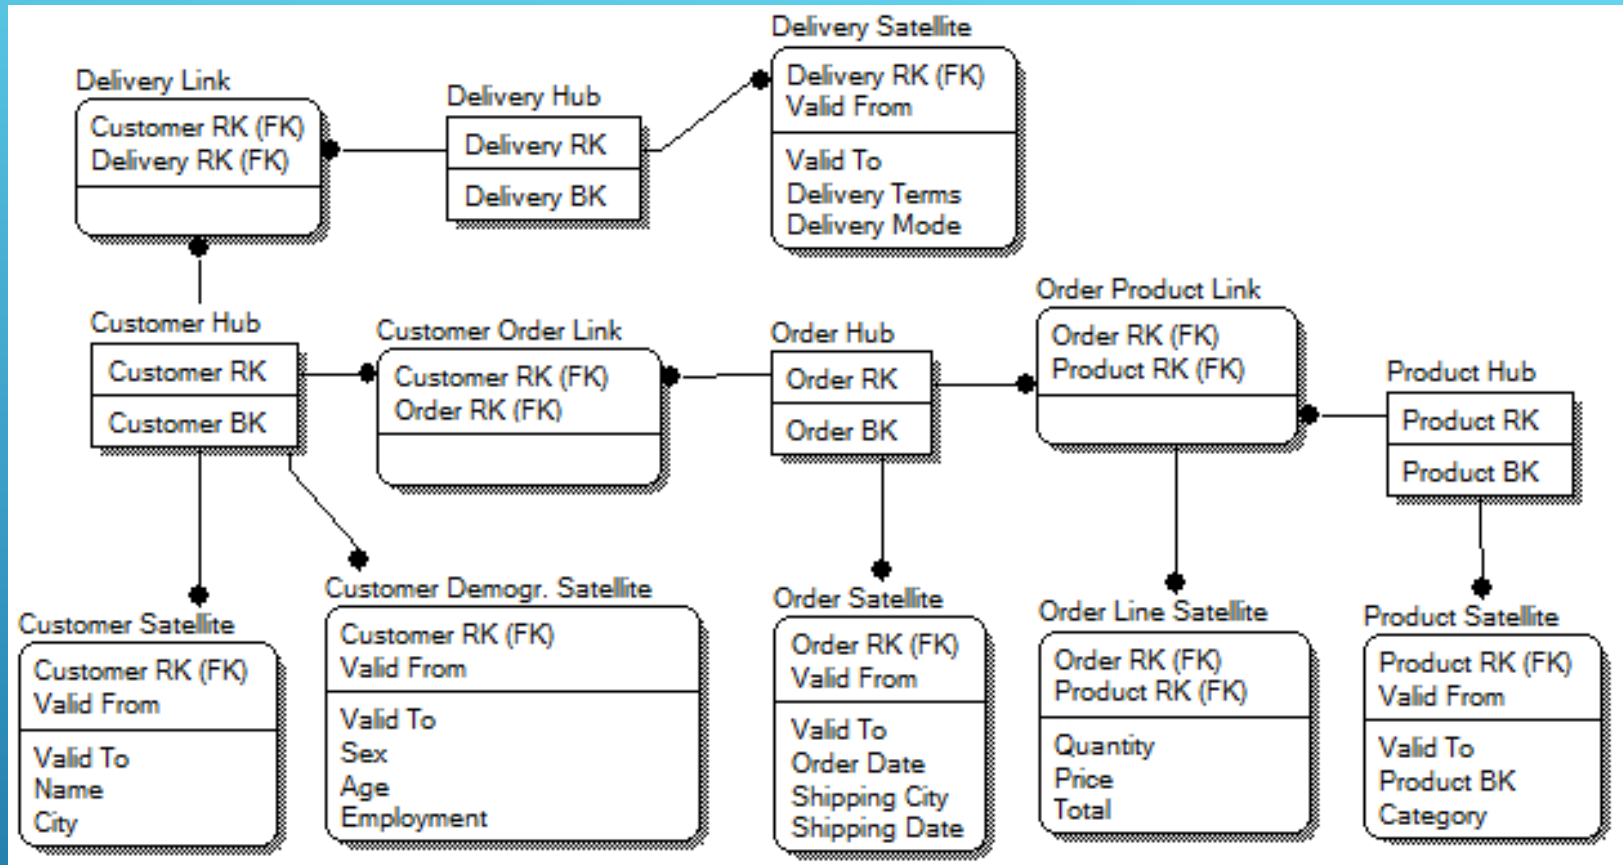 Delivery Link
Customer RK (FK)
Delivery RK (FK)
Delivery Hub
Delivery RK
Delivery BK
Delivery Satellite
Delivery RK (FK)
Valid From
Valid To
Delivery Terms
Delivery Mode
Customer Hub
Customer RK
Customer BK
Customer Order Link
Customer RK (FK)
Order RK (FK)
Order Hub
Order RK
Order BK
Order Product Link
Order RK (FK)
Product RK (FK)
Product Hub
Product RK
Product BK
Customer Satellite
Customer RK (FK)
Valid From
Valid To
Name
City
Customer Demogr. Satellite
Customer RK (FK)
Valid From
Valid To
Sex
Age
Employment
Order Satellite
Order RK (FK)
Valid From
Valid To
Order Date
Shipping City
Shipping Date
Order Line Satellite
Order RK (FK)
Product RK (FK)
Quantity
Price
Total
Product Satellite
Product RK (FK)
Valid From
Valid To
Product BK
Category